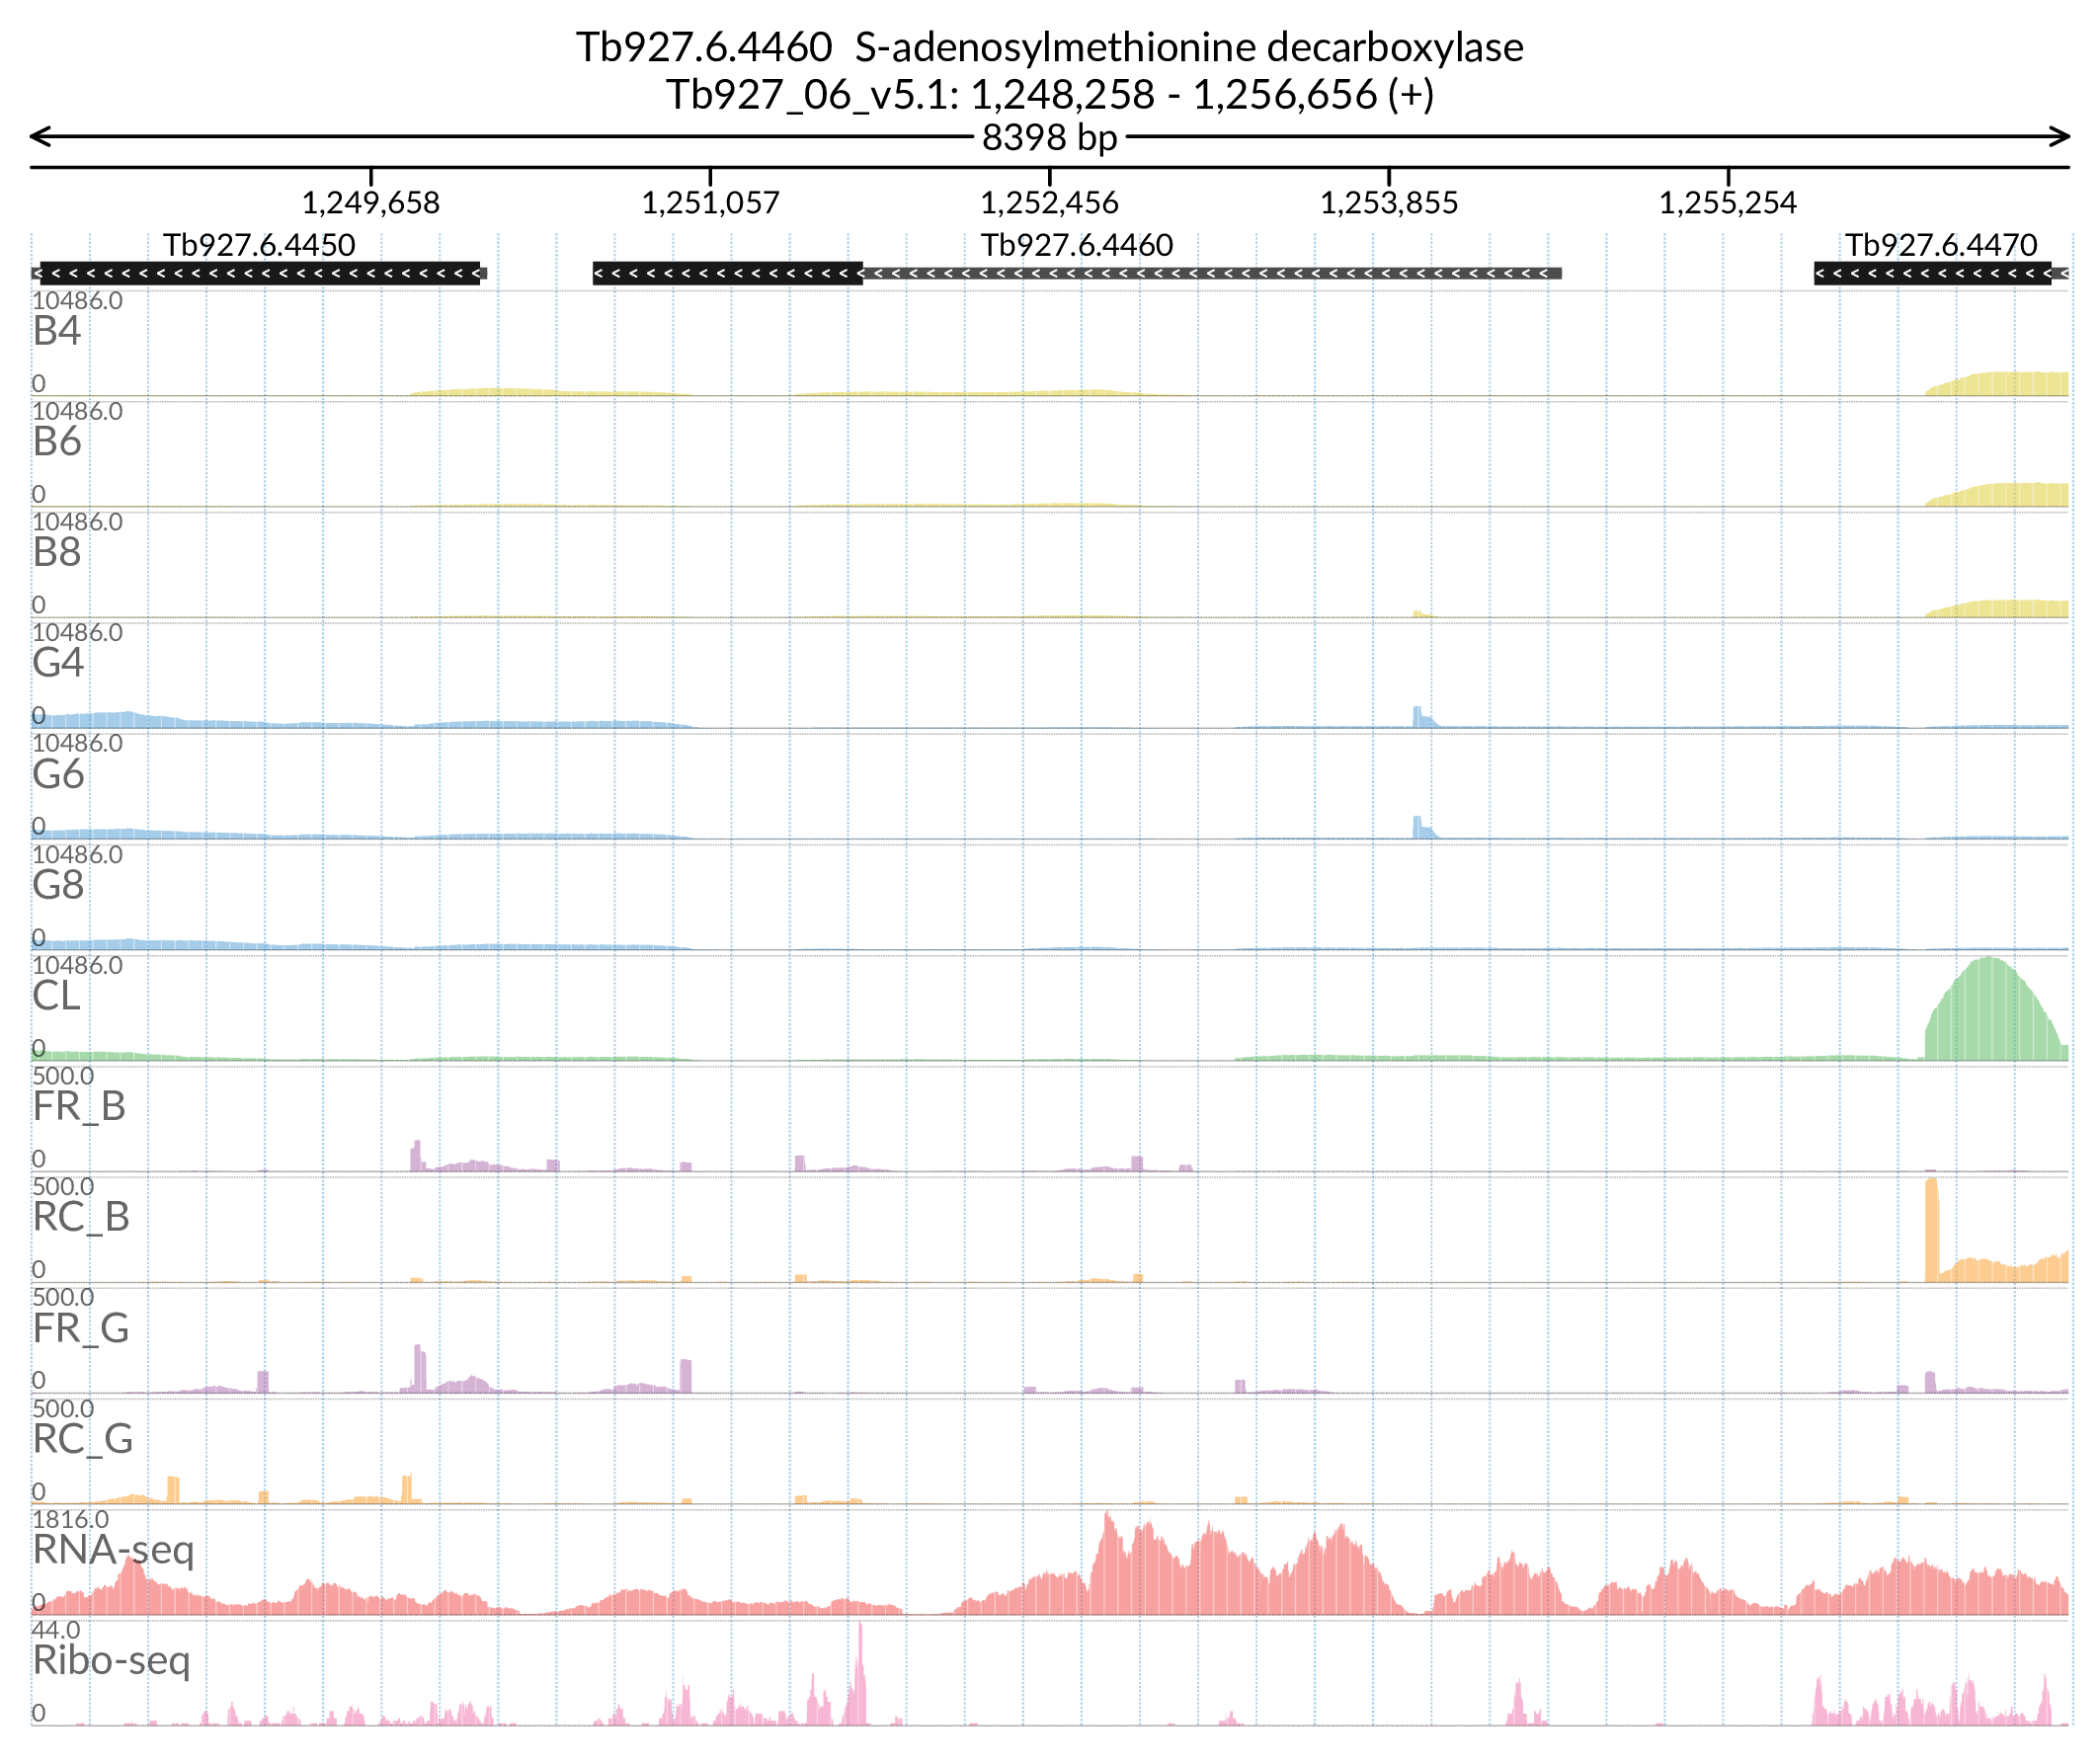 Tb927.6.4460 S-adenosylmethionine decarboxylase
Tb927_06_v5.1: 1,248,258 - 1,256,656 (+)
8398 bp
1,249,658 1,251,057 1,252,456 1,253,855 1,255,254
Tb927.6.4450 Tb927.6.4460 Tb927.6.4470
10486.0
B4
0
10486.0
B6
0
10486.0
B8
0
10486.0
G4
0
10486.0
G6
0
10486.0
G8
0
10486.0
CL
0
500.0
FR_B
0
500.0
RC_B
0
500.0
FR_G
0
500.0
RC_G
0
1816.0
RNA-seq
0
44.0
Ribo-seq
0